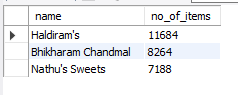 name no_of_items
Haldiram's 11684
Bhikharam Chandmal 8264
Nathu's Sweets 7188